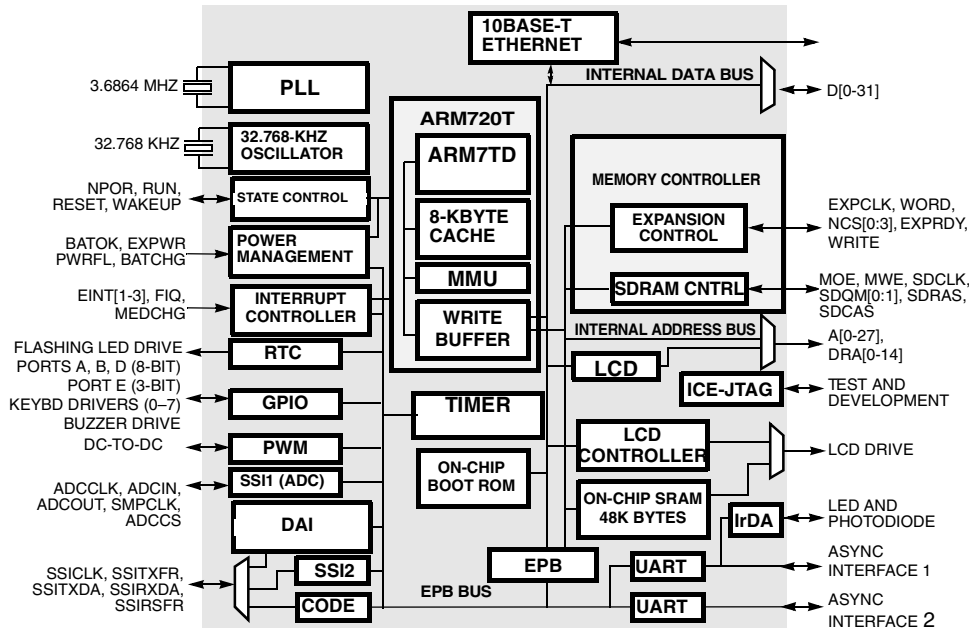 10BASE-T
ETHERNET
INTERNAL DATA BUS
D[0-31]
3.6864 MHZ
PLL
32.768 KHZ
32.768-KHZ
OSCILLATOR
NPOR, RUN,
RESET, WAKEUP
STATE CONTROL
BATOK, EXPWR
PWRFL, BATCHG
POWER
MANAGEMENT
EINT[1-3], FIQ,
MEDCHG
INTERRUPT
CONTROLLER
FLASHING LED DRIVE
RTC
PORTS A, B, D (8-BIT)
PORT E (3-BIT)
KEYBD DRIVERS (0–7)
BUZZER DRIVE
GPIO
DC-TO-DC
PWM
ADCCLK, ADCIN,
ADCOUT, SMPCLK,
ADCCS
SSI1 (ADC)
DAI
SSICLK, SSITXFR,
SSITXDA, SSIRXDA,
SSIRSFR
SSI2
CODE
ARM720T
ARM7TD
8-KBYTE
CACHE
MMU
WRITE
BUFFER
TIMER
ON-CHIP
BOOT ROM
EPB
EPB BUS
MEMORY CONTROLLER
EXPANSION
CONTROL
SDRAM CNTRL
EXPCLK, WORD,
NCS[0:3], EXPRDY,
WRITE
MOE, MWE, SDCLK,
SDQM[0:1], SDRAS,
SDCAS
INTERNAL ADDRESS BUS
A[0-27],
DRA[0-14]
LCD
ICE-JTAG
TEST AND
DEVELOPMENT
LCD
CONTROLLER
LCD DRIVE
ON-CHIP SRAM
48K BYTES
IrDA
LED AND
PHOTODIODE
UART
ASYNC
INTERFACE 1
UART
ASYNC
INTERFACE 2